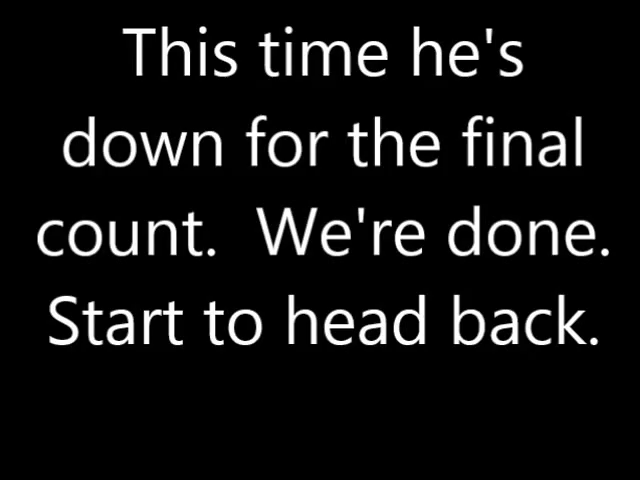 This time he's
down for the final
count.  We're done.
Start to head back.